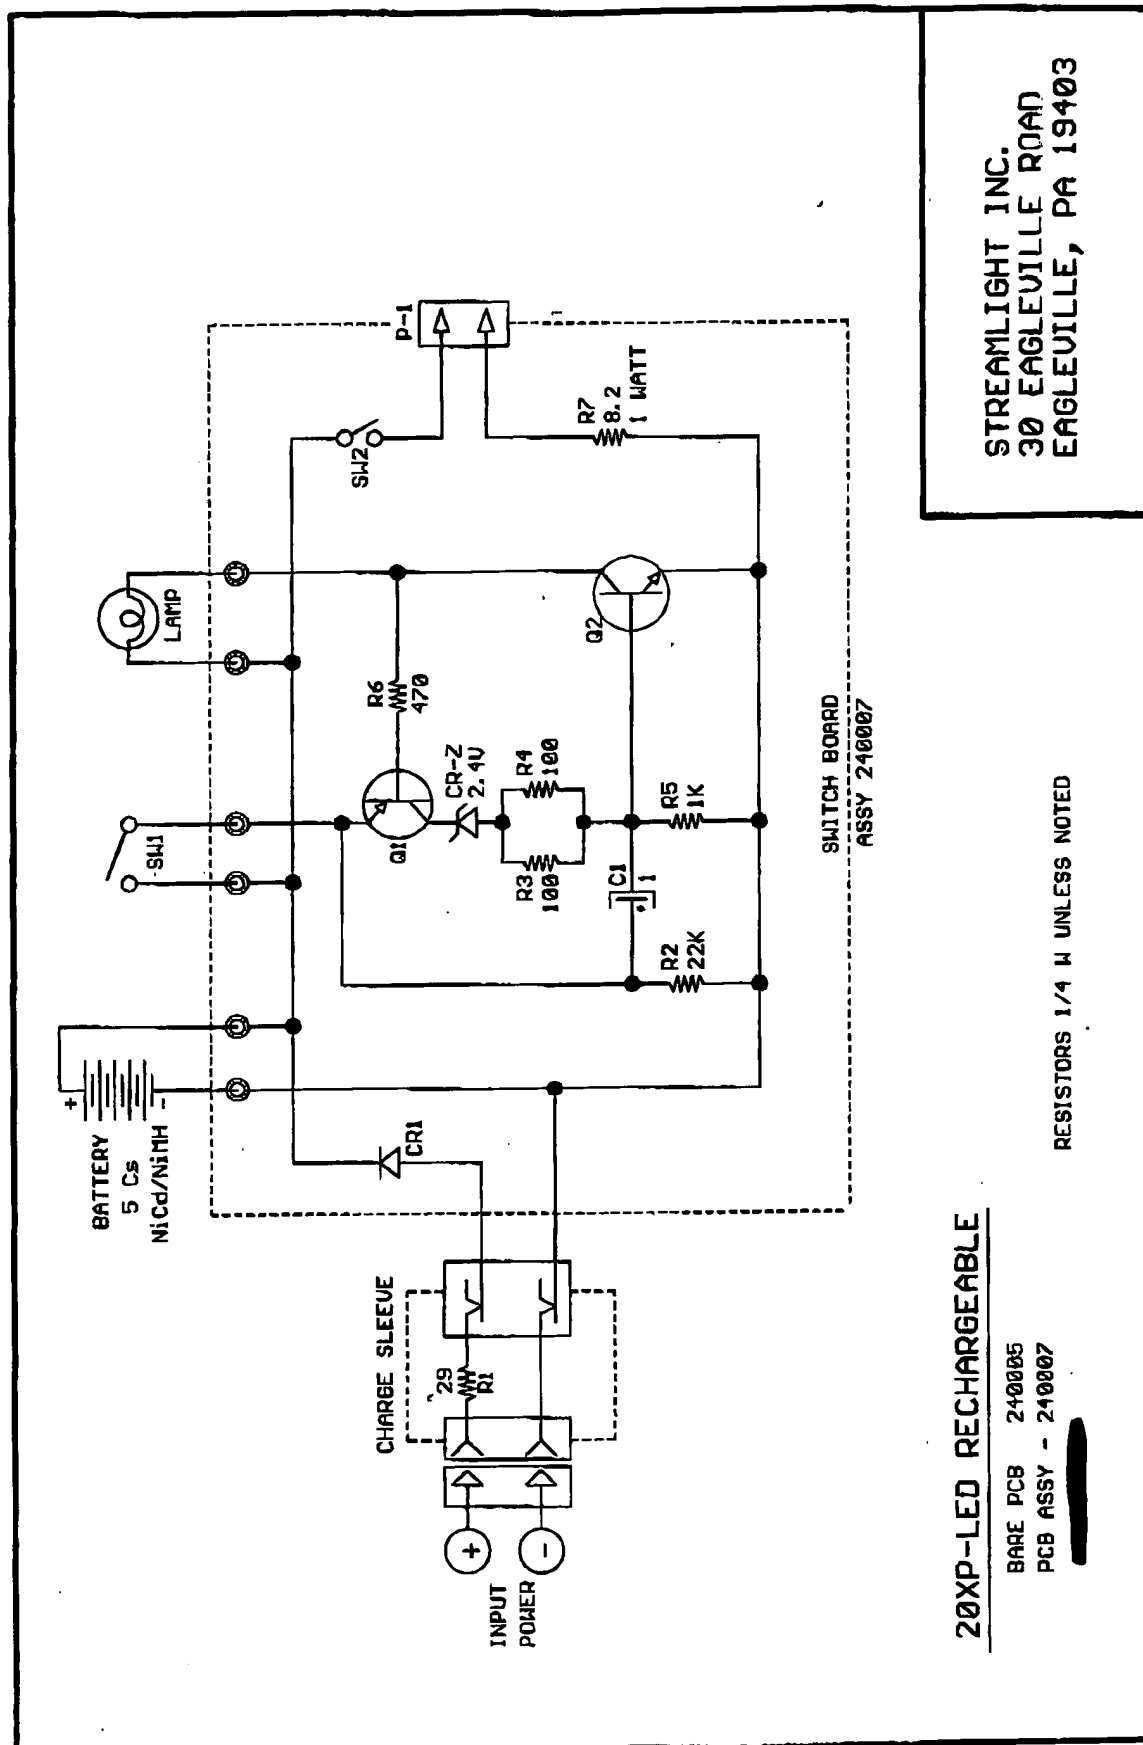 BATTERY
5 Cs
NiCd/NiMH
+
-
SW1
LAMP
CHARGE SLEEVE
INPUT
POWER
+
-
29
R1
CR1
Q1
R6
470
CR-Z
2.4V
R3
100
R4
100
C1
1
R2
22K
R5
1K
Q2
SW2
P-1
R7
8.2
1 WATT
SWITCH BOARD
ASSY 240007
RESISTORS 1/4 W UNLESS NOTED
20XP-LED RECHARGEABLE
BARE PCB 240005
PCB ASSY - 240007
STREAMLIGHT INC.
30 EAGLEVILLE ROAD
EAGLEVILLE, PA 19403